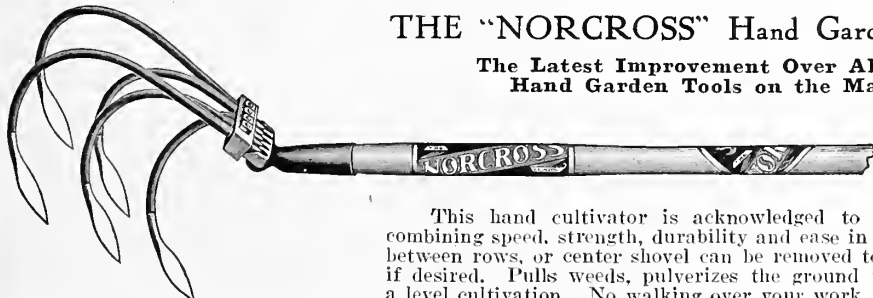 THE “NORCROSS” Hand Gard
The Latest Improvement Over Al
Hand Garden Tools on the Ma
NORCROSS
This hand cultivator is acknowledged to
combining speed, strength, durability and ease in
between rows, or center shovel can be removed to
if desired. Pulls weeds, pulverizes the ground
a level cultivation. No walking over your work